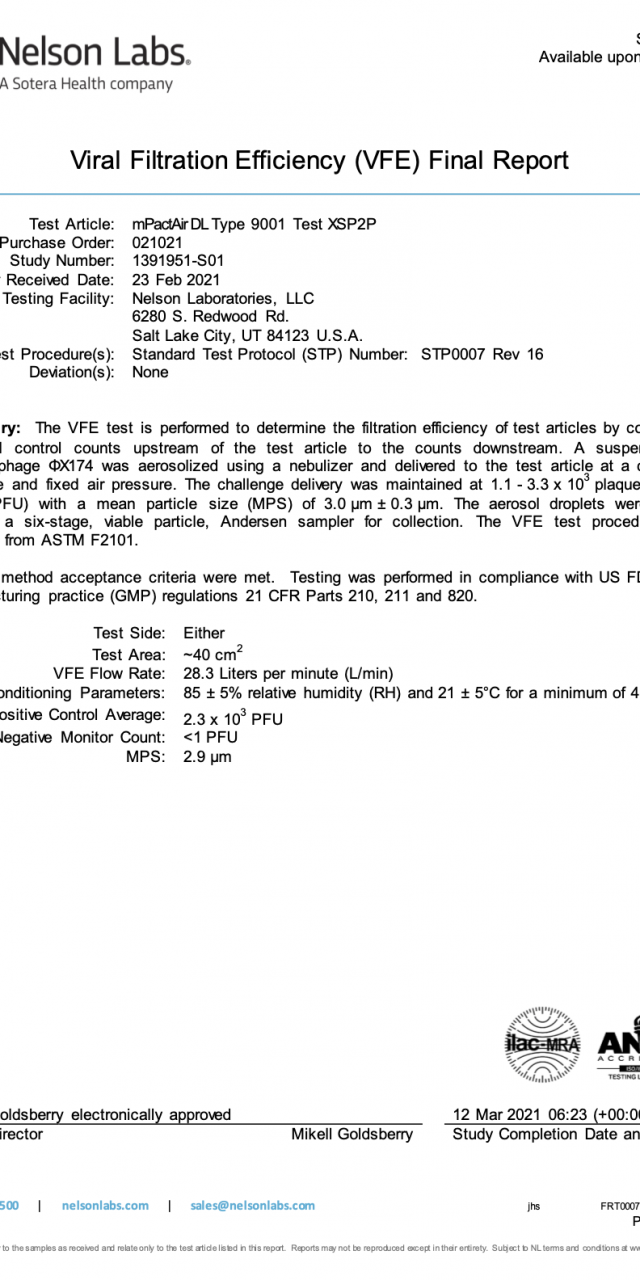 Nelson Labs.
A Sotera Health company
Available upon
Viral Filtration Efficiency (VFE) Final Report
Test Article: mPactAir DL Type 9001 Test XSP2P
Purchase Order: 021021
Study Number: 1391951-S01
Received Date: 23 Feb 2021
Testing Facility: Nelson Laboratories, LLC
6280 S. Redwood Rd.
Salt Lake City, UT 84123 U.S.A.
est Procedure(s): Standard Test Protocol (STP) Number: STP0007 Rev 16
Deviation(s): None
ry: The VFE test is performed to determine the filtration efficiency of test articles by co
control counts upstream of the test article to the counts downstream. A suspe
phage ΦX174 was aerosolized using a nebulizer and delivered to the test article at a
e and fixed air pressure. The challenge delivery was maintained at 1.1 - 3.3 x 10³ plaque
PFU) with a mean particle size (MPS) of 3.0 µm ± 0.3 µm. The aerosol droplets wer
a six-stage, viable particle, Andersen sampler for collection. The VFE test proced
from ASTM F2101.
method acceptance criteria were met. Testing was performed in compliance with US FD
cturing practice (GMP) regulations 21 CFR Parts 210, 211 and 820.
Test Side: Either
Test Area: ~40 cm²
VFE Flow Rate: 28.3 Liters per minute (L/min)
onditioning Parameters: 85 ± 5% relative humidity (RH) and 21 ± 5°C for a minimum of 4
ositive Control Average: 2.3 x 10³ PFU
Negative Monitor Count: <1 PFU
MPS: 2.9 µm
ilac-MRA
AN
ACCR
TESTING L
oldsberry electronically approved
12 Mar 2021 06:23 (+00:00
irector
Mikell Goldsberry
Study Completion Date an
500 | nelsonlabs.com | sales@nelsonlabs.com
jhs
FRT0007
P
to the samples as received and relate only to the test article listed in this report. Reports may not be reproduced except in their entirety. Subject to NL terms and conditions at ww